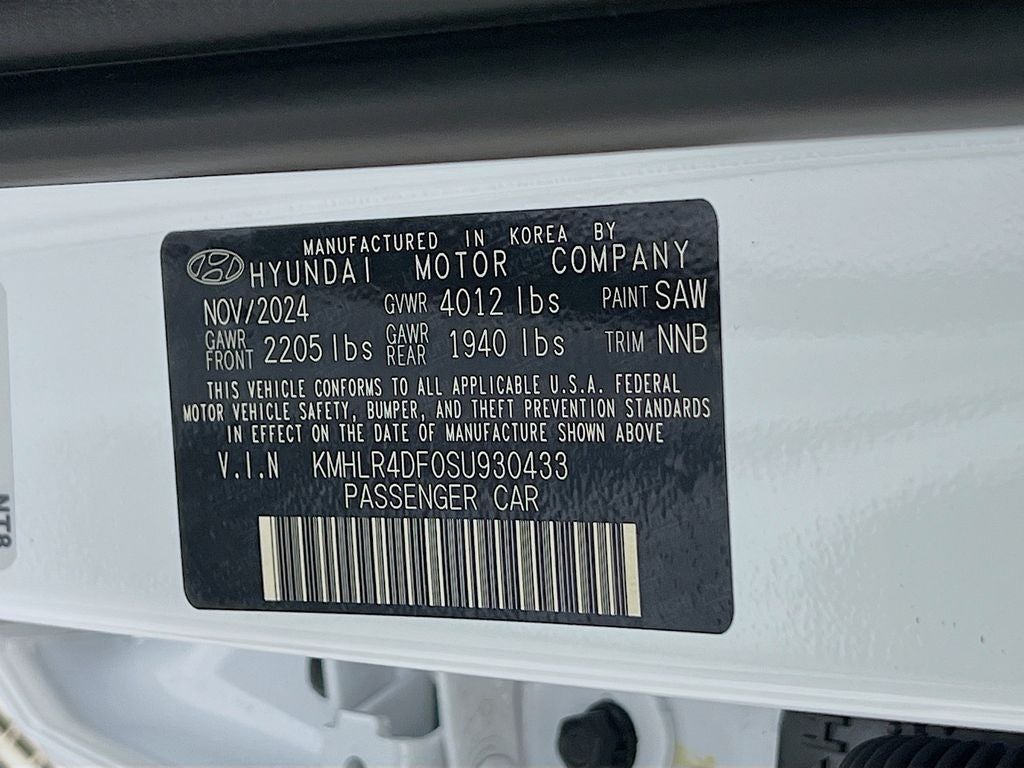 MANUFACTURED IN KOREA BY
HYUNDAI MOTOR COMPANY
NOV/2024 GVWR 4012 lbs PAINT SAW
GAWR FRONT 2205 lbs GAWR REAR 1940 lbs TRIM NNB
THIS VEHICLE CONFORMS TO ALL APPLICABLE U.S.A. FEDERAL
MOTOR VEHICLE SAFETY, BUMPER, AND THEFT PREVENTION STANDARDS
IN EFFECT ON THE DATE OF MANUFACTURE SHOWN ABOVE
V.I.N KMHLR4DF0SU930433
PASSENGER CAR